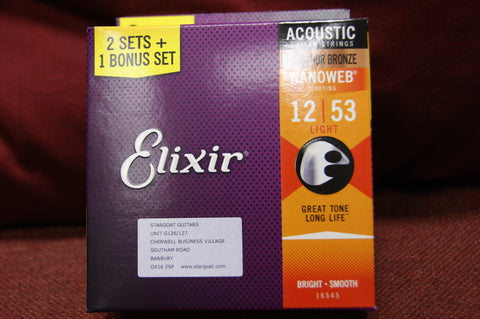 2 SETS +
1 BONUS SET
Elixir
STARGOAT GUITARS
UNIT G126/127
CHERWELL BUSINESS VILLAGE
SOUTHAM ROAD
BANBURY
OX16 2SP www.stargoat.com
ACOUSTIC
GUITAR STRINGS
BRONZE
NANOWEB
COATING
12 | 53
LIGHT
GREAT TONE
LONG LIFE
BRIGHT • SMOOTH
16545